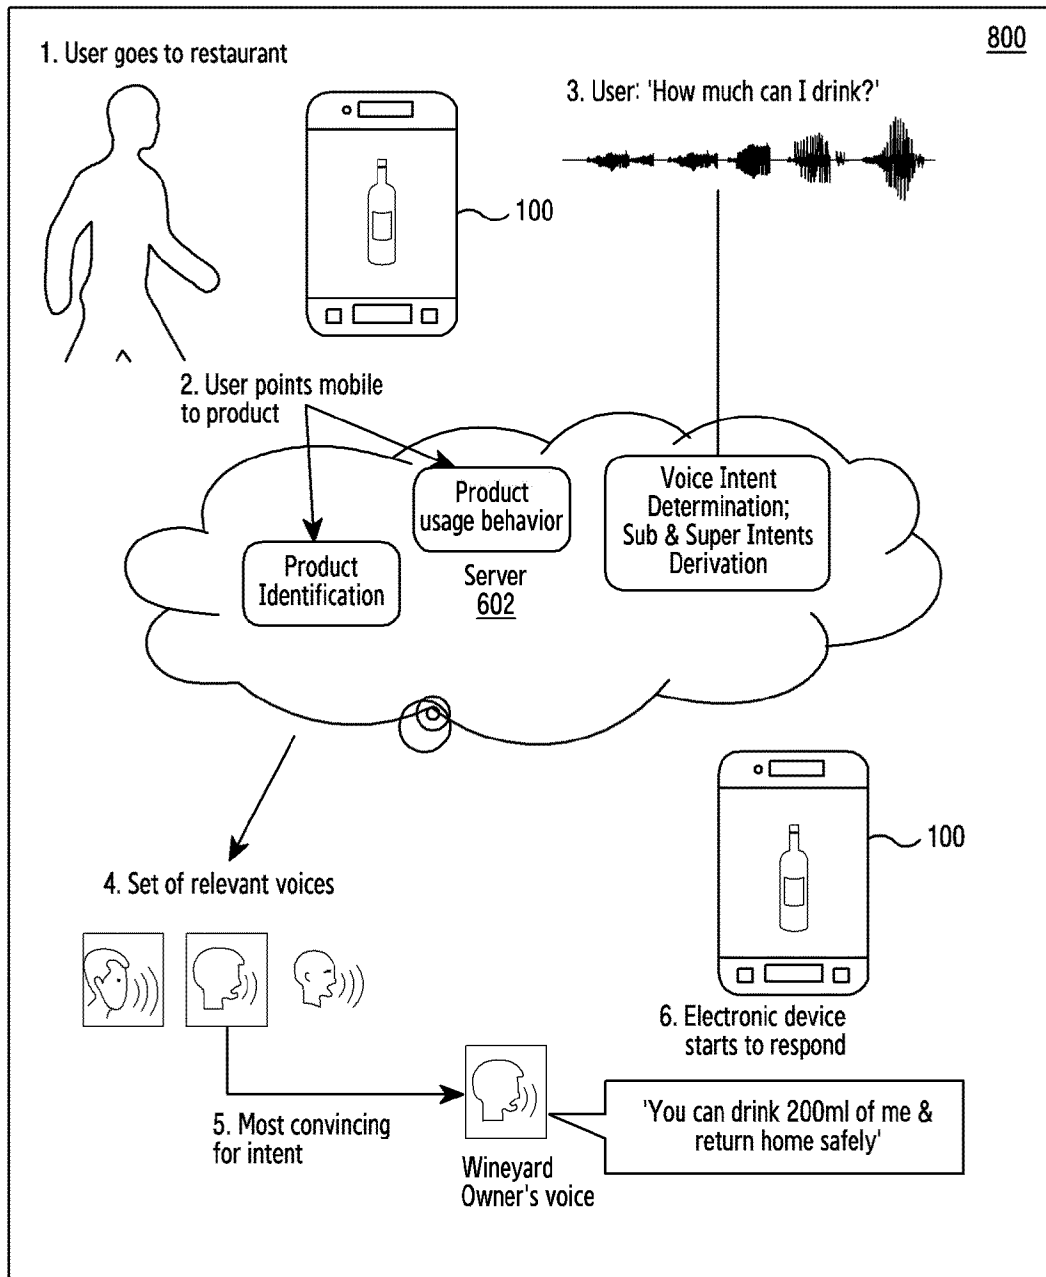 800
1. User goes to restaurant
3. User: 'How much can I drink?'
100
2. User points mobile
to product
Product
usage behavior
Voice Intent
Determination;
Sub & Super Intents
Derivation
Product
Identification
Server
602
4. Set of relevant voices
100
6. Electronic device
starts to respond
5. Most convincing
for intent
Wineyard
Owner's voice
'You can drink 200ml of me &
return home safely'